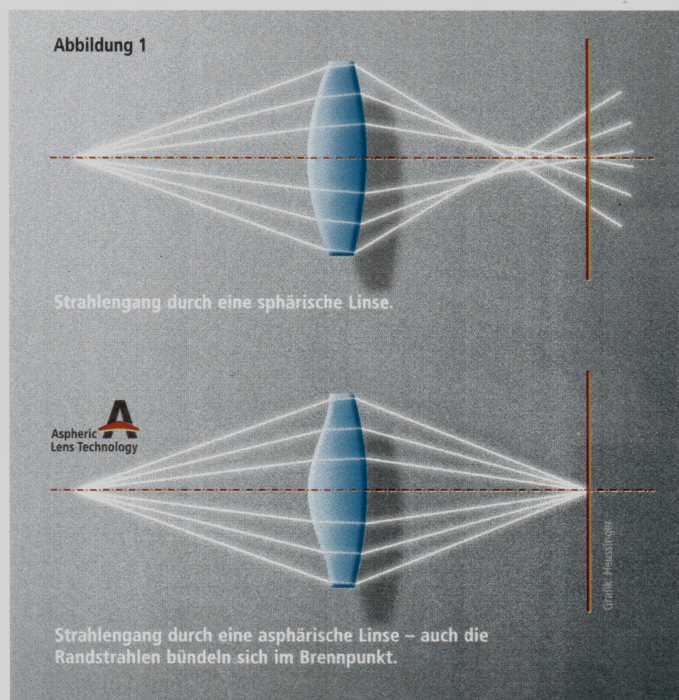 Abbildung 1
Strahlengang durch eine sphärische Linse.
Aspheric
Lens Technology
Strahlengang durch eine asphärische Linse – auch die
Randstrahlen bündeln sich im Brennpunkt.
Grafik: Heussinger